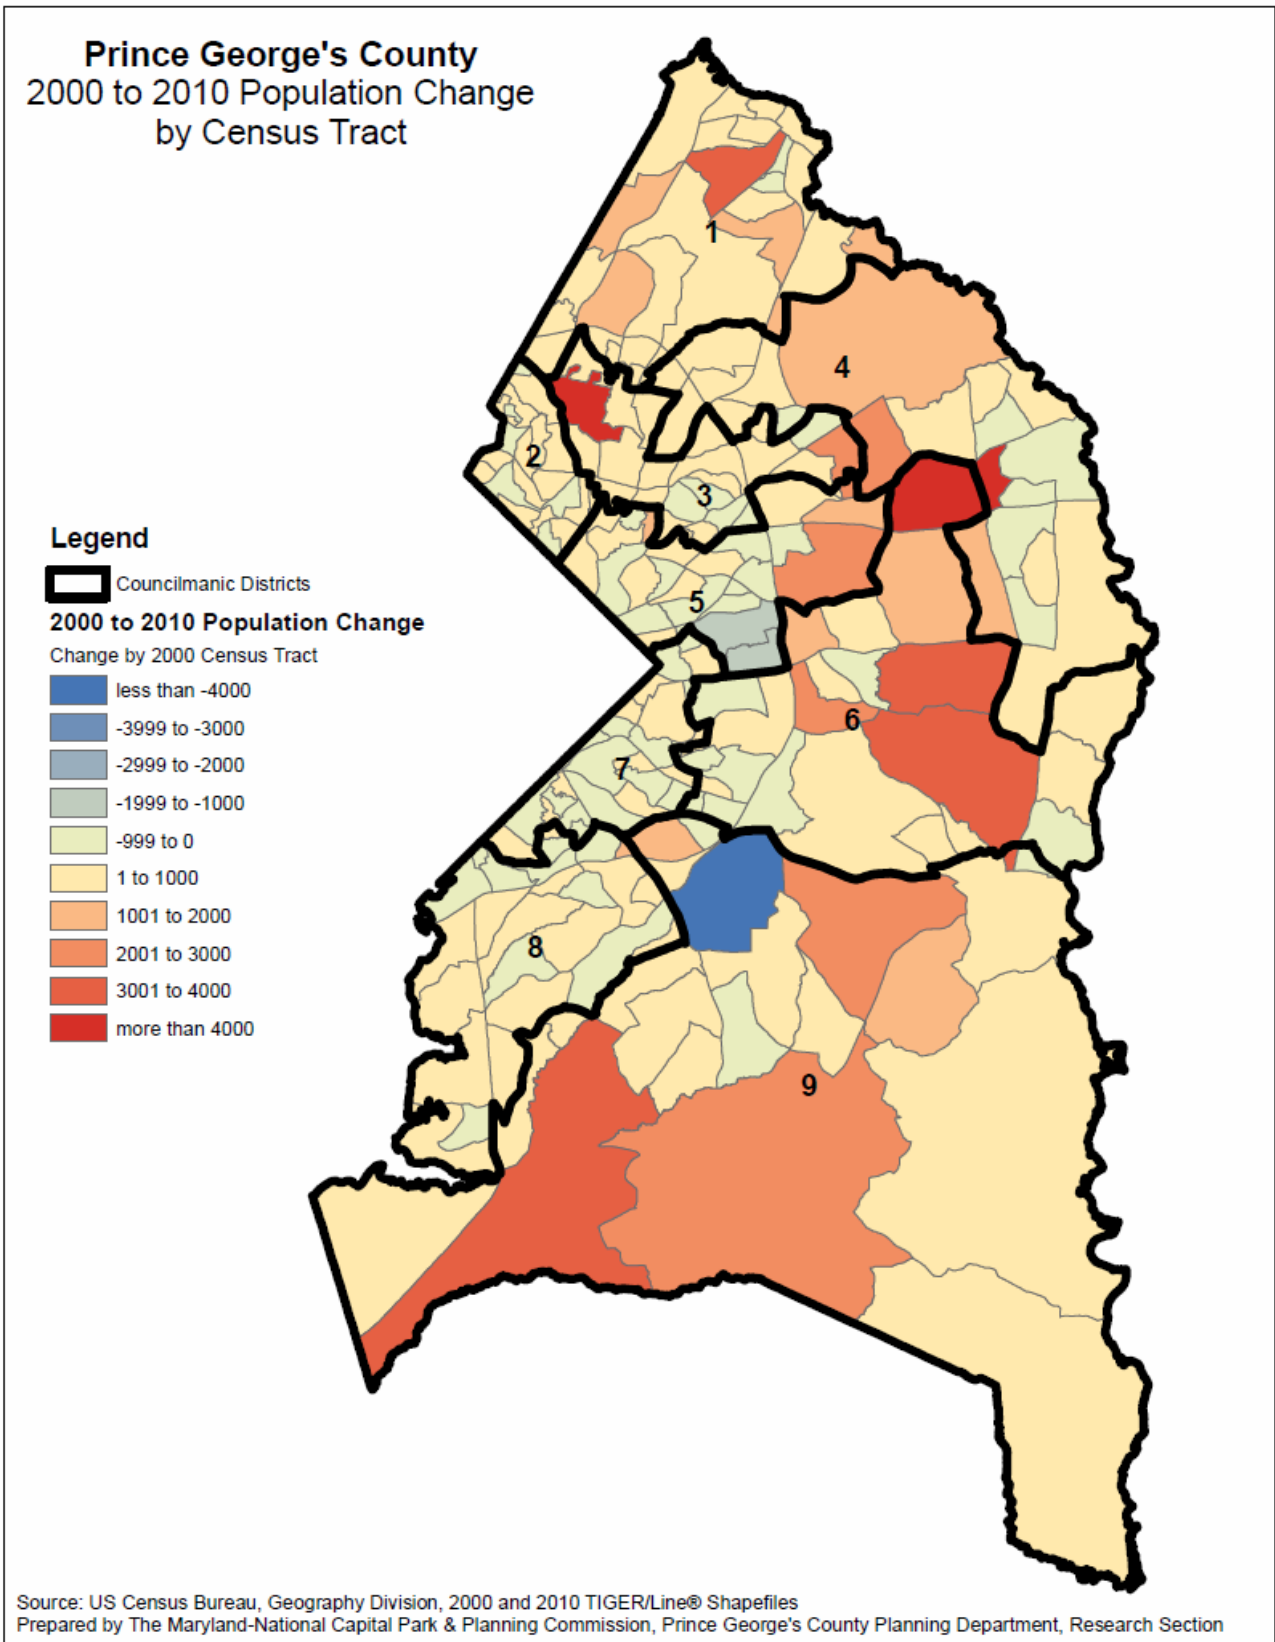 Prince George's County
2000 to 2010 Population Change
by Census Tract
1
4
2
3
5
6
7
8
9
Legend
Councilmanic Districts
2000 to 2010 Population Change
Change by 2000 Census Tract
less than -4000
-3999 to -3000
-2999 to -2000
-1999 to -1000
-999 to 0
1 to 1000
1001 to 2000
2001 to 3000
3001 to 4000
more than 4000
Source: US Census Bureau, Geography Division, 2000 and 2010 TIGER/Line® Shapefiles
Prepared by The Maryland-National Capital Park & Planning Commission, Prince George's County Planning Department, Research Section